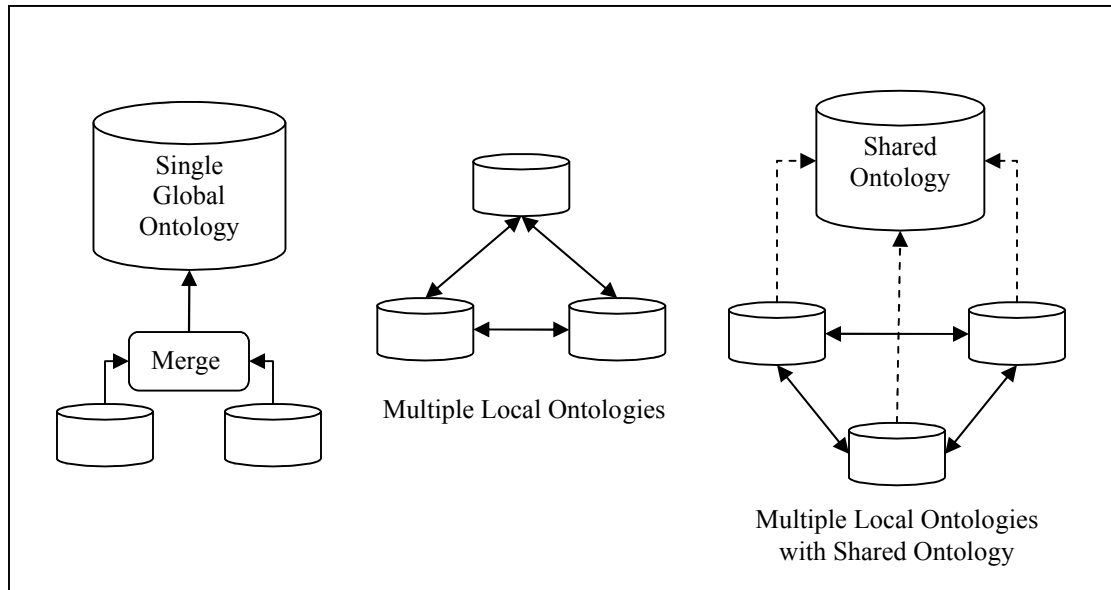 Single
Global
Ontology
Merge
Multiple Local Ontologies
Shared
Ontology
Multiple Local Ontologies
with Shared Ontology